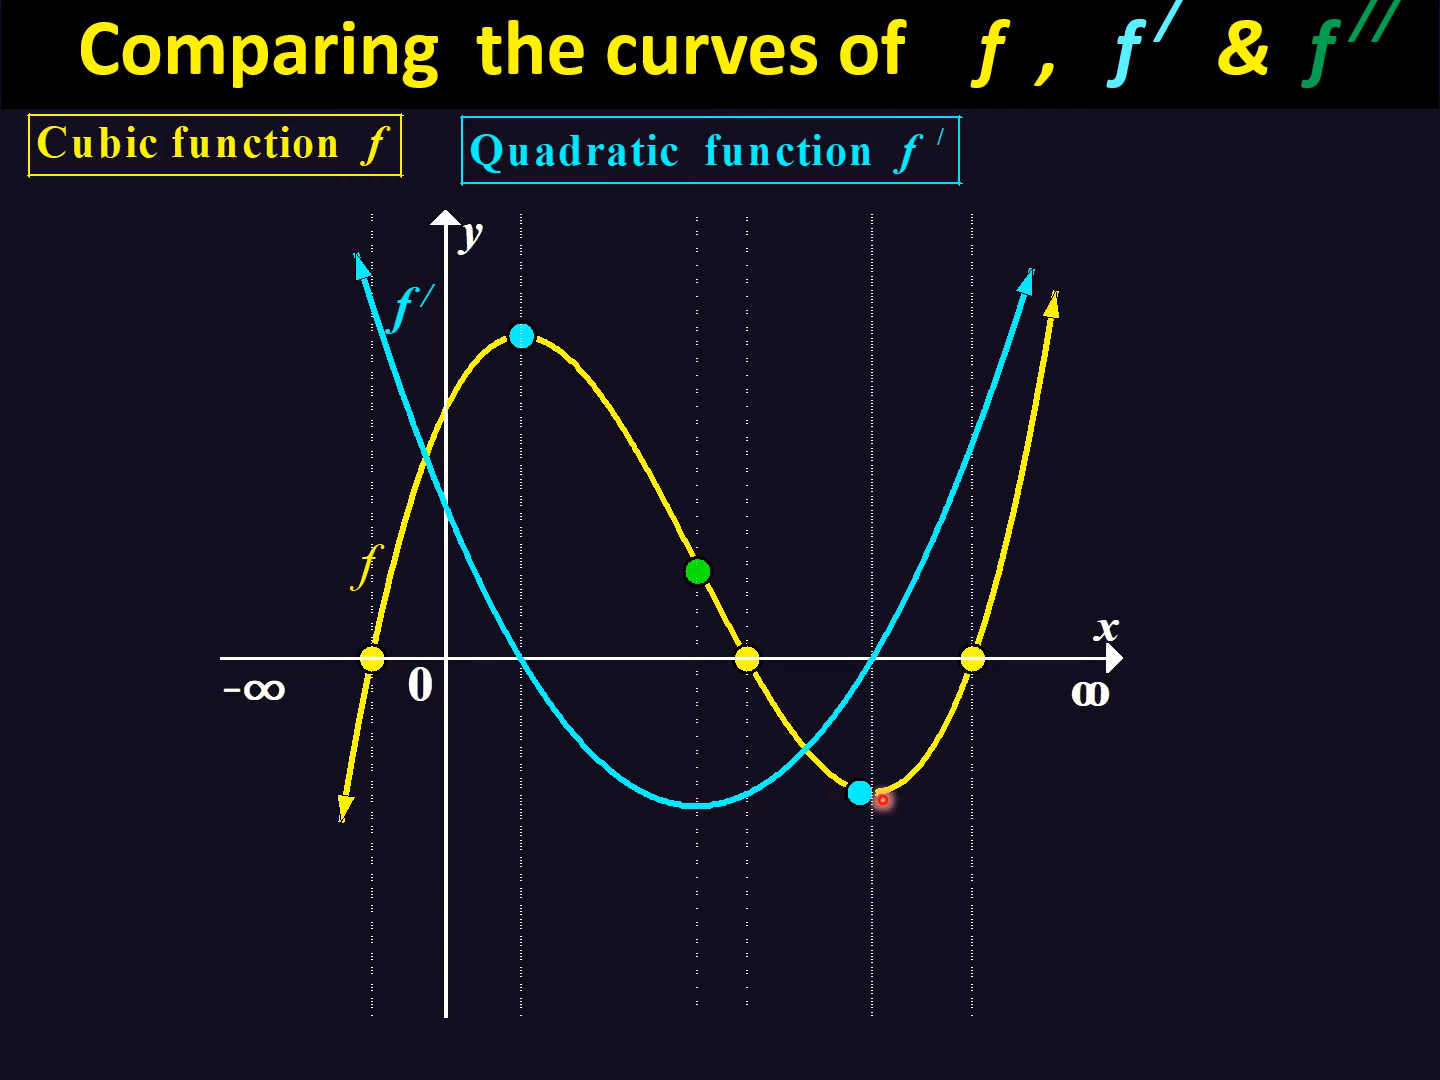 Comparing the curves of f , f / & f //
Cubic function f
Quadratic function f /
y
f /
f
x
-∞
0
∞